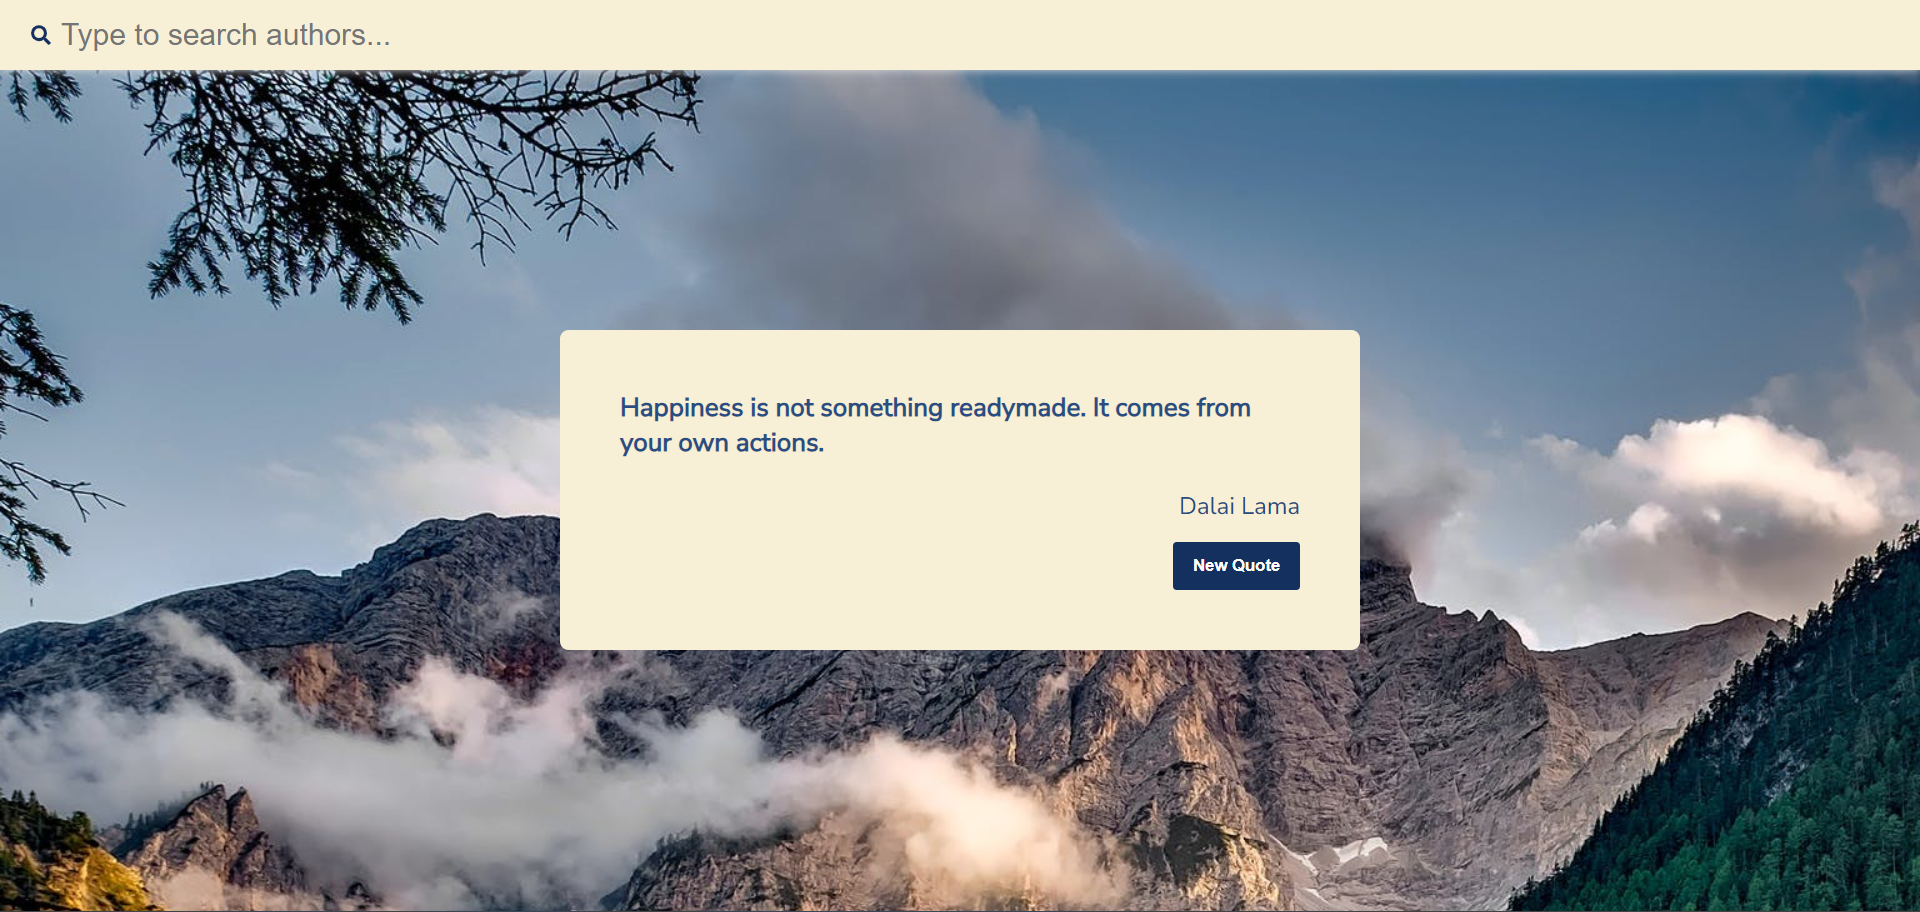 Type to search authors...
Happiness is not something readymade. It comes from
your own actions.
Dalai Lama
New Quote